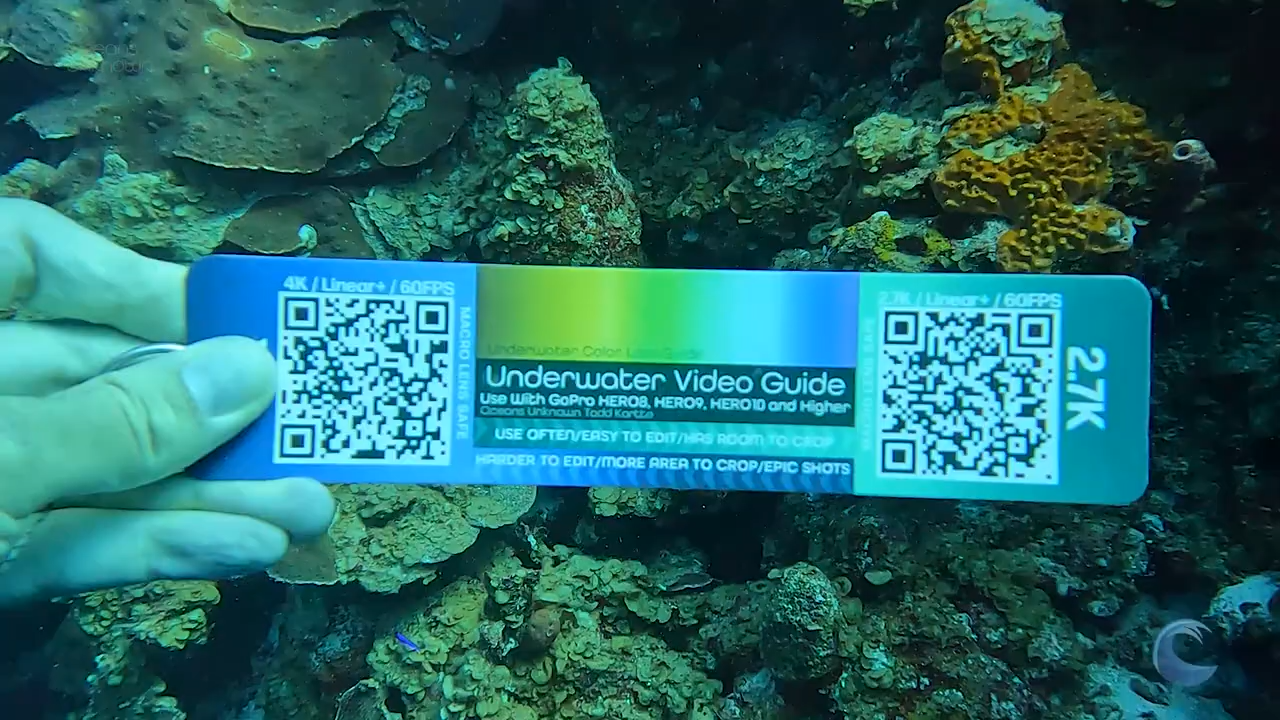 4K / Linear+ / 60FPS
MACRO LENS SAFE
Underwater Color
Underwater Video Guide
Use With GoPro HERO8, HERO9, HERO10 and Higher
Oceans Unknown Todd Kortte
USE OFTEN/EASY TO EDIT/HAS ROOM TO CROP
HARDER TO EDIT/MORE AREA TO CROP/EPIC SHOTS
2.7K / Linear+ / 60FPS
2.7K